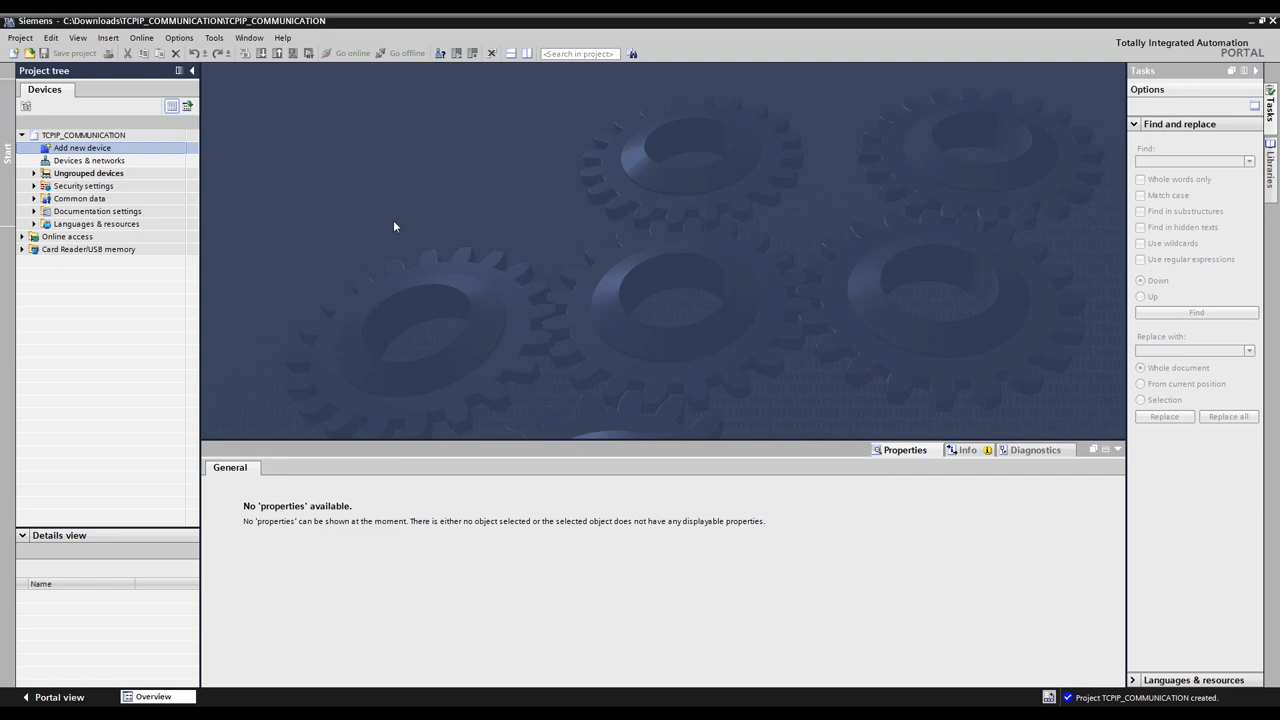 Siemens - C:\Downloads\TCPIP_COMMUNICATION\TCPIP_COMMUNICATION
Project Edit View Insert Online Options Tools Window Help
Totally Integrated Automation
PORTAL
Save project
Go online
Go offline
<Search in project>
Project tree
Devices
TCPIP_COMMUNICATION
Add new device
Devices & networks
Ungrouped devices
Security settings
Common data
Documentation settings
Languages & resources
Online access
Card Reader/USB memory
Start
Details view
Name
Properties
Info
Diagnostics
General
No 'properties' available.
No 'properties' can be shown at the moment. There is either no object selected or the selected object does not have any displayable properties.
Tasks
Options
Find and replace
Find:
Whole words only
Match case
Find in substructures
Find in hidden texts
Use wildcards
Use regular expressions
Down
Up
Find
Replace with:
Whole document
From current position
Selection
Replace
Replace all
Languages & resources
Tasks
Libraries
Portal view
Overview
Project TCPIP_COMMUNICATION created.